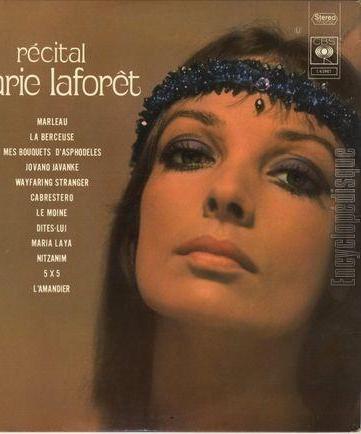 Stereo
récital
CBS
arie laforêt
MARLEAU
LA BERCEUSE
MES BOUQUETS D'ASPHODELES
JOVANO JAVANKE
WAYFARING STRANGER
CABRESTERO
LE MOINE
DITES-LUI
MARIA LAYA
NITZANIM
5 X 5
L'AMANDIER
Encyclopédisque